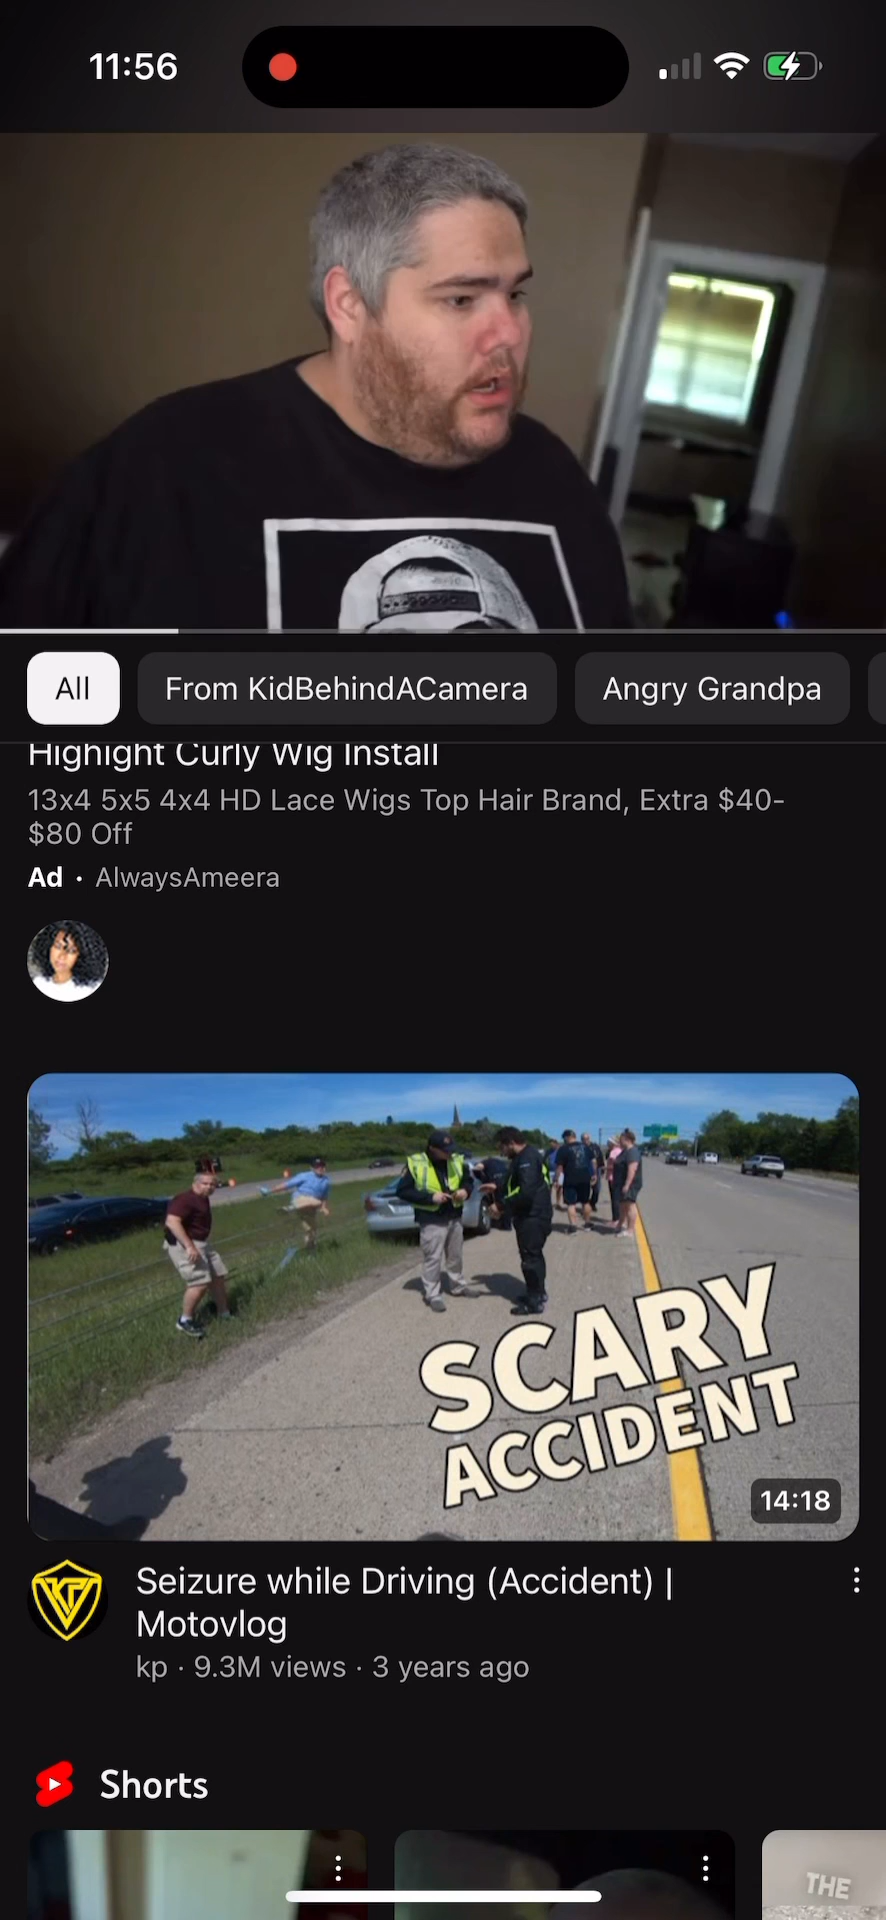 11:56
All
From KidBehindACamera
Angry Grandpa
Highight Curly Wig Install
13x4 5x5 4x4 HD Lace Wigs Top Hair Brand, Extra $40-
$80 Off
Ad · AlwaysAmeera
SCARY
ACCIDENT
14:18
Seizure while Driving (Accident) |
Motovlog
kp · 9.3M views · 3 years ago
Shorts
THE